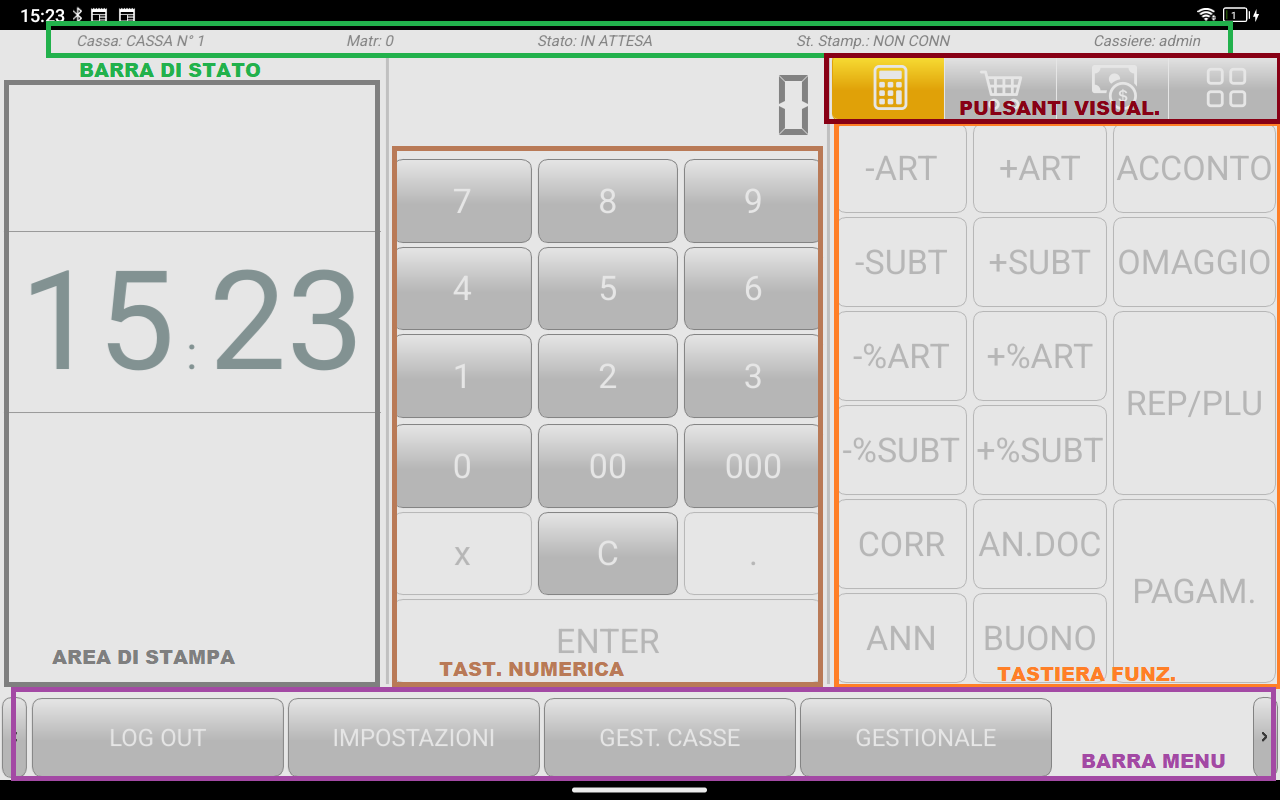 15:23
1
Cassa: CASSA N° 1 Matr: 0 Stato: IN ATTESA St. Stamp.: NON CONN Cassiere: admin
BARRA DI STATO
0
$
PULSANTI VISUAL.
15:23
AREA DI STAMPA
7 8 9
4 5 6
1 2 3
0 00 000
x C .
ENTER
TAST. NUMERICA
-ART +ART ACCONTO
-SUBT +SUBT OMAGGIO
-%ART +%ART
REP/PLU
-%SUBT +%SUBT
CORR AN.DOC
PAGAM.
ANN BUONO
TASTIERA FUNZ.
LOG OUT IMPOSTAZIONI GEST. CASSE GESTIONALE ›
BARRA MENU